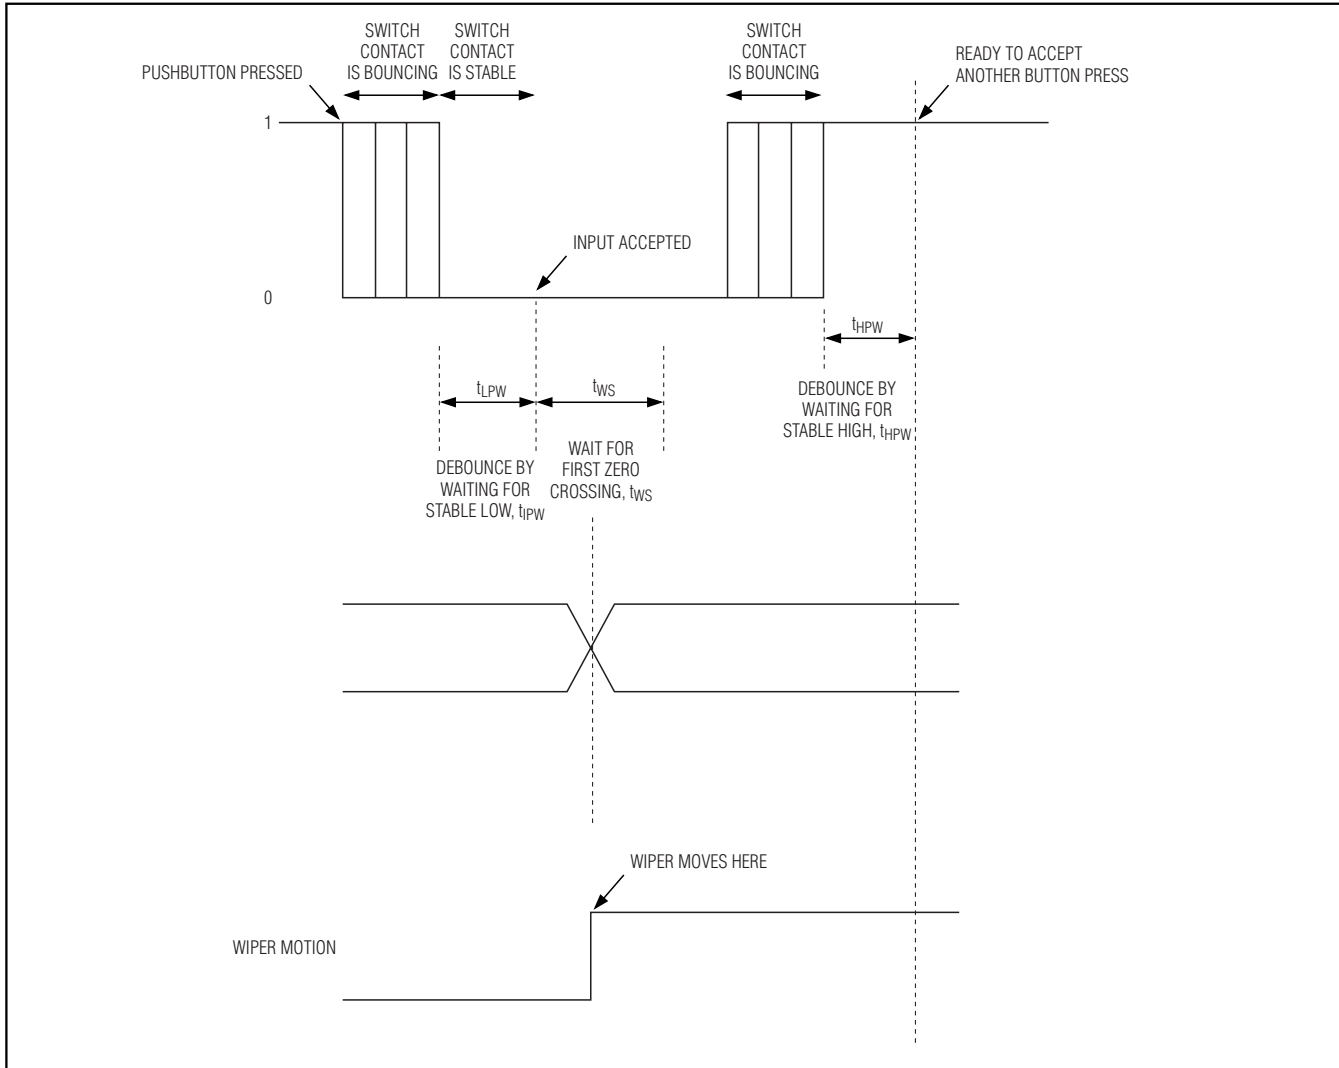 SWITCH
CONTACT
IS BOUNCING
SWITCH
CONTACT
IS STABLE
SWITCH
CONTACT
IS BOUNCING
READY TO ACCEPT
ANOTHER BUTTON PRESS
PUSHBUTTON PRESSED
1
INPUT ACCEPTED
0
tHPW
tLPW
tWS
DEBOUNCE BY
WAITING FOR
STABLE HIGH, tHPW
WAIT FOR
FIRST ZERO
CROSSING, tWS
DEBOUNCE BY
WAITING FOR
STABLE LOW, tIPW
WIPER MOVES HERE
WIPER MOTION